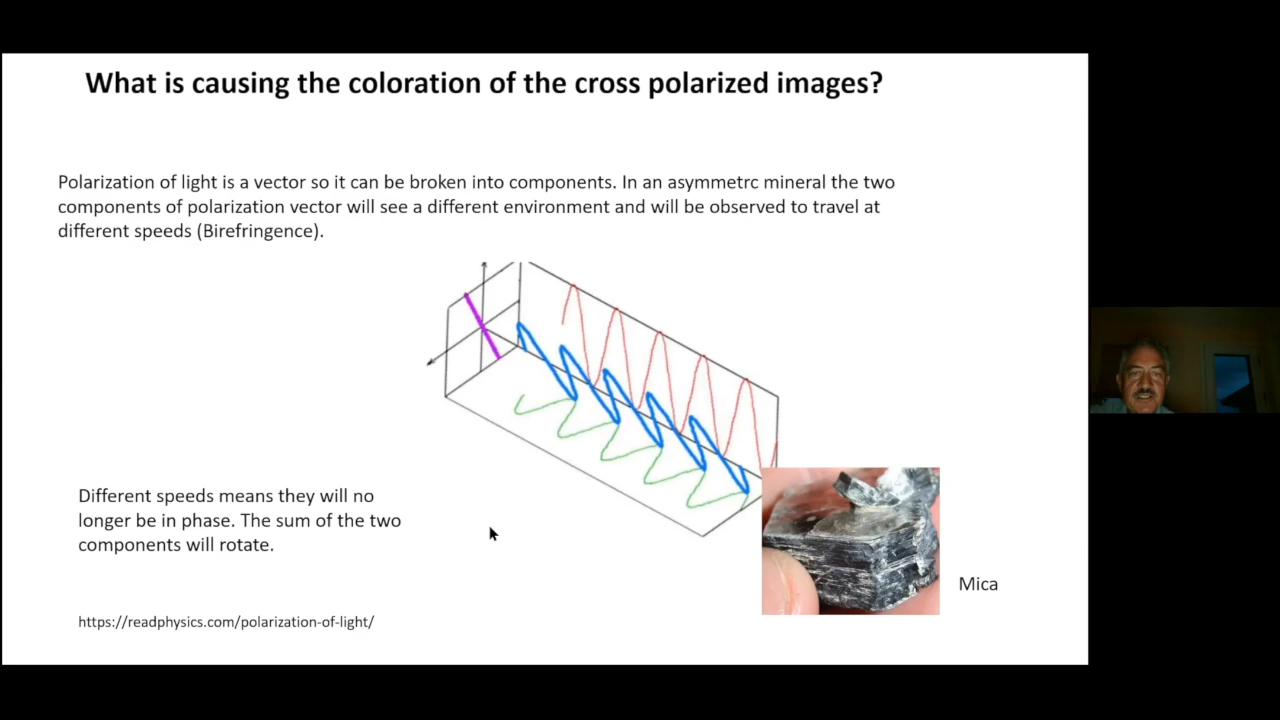 What is causing the coloration of the cross polarized images?
Polarization of light is a vector so it can be broken into components. In an asymmetrc mineral the two
components of polarization vector will see a different environment and will be observed to travel at
different speeds (Birefringence).
Different speeds means they will no
longer be in phase. The sum of the two
components will rotate.
Mica
https://readphysics.com/polarization-of-light/